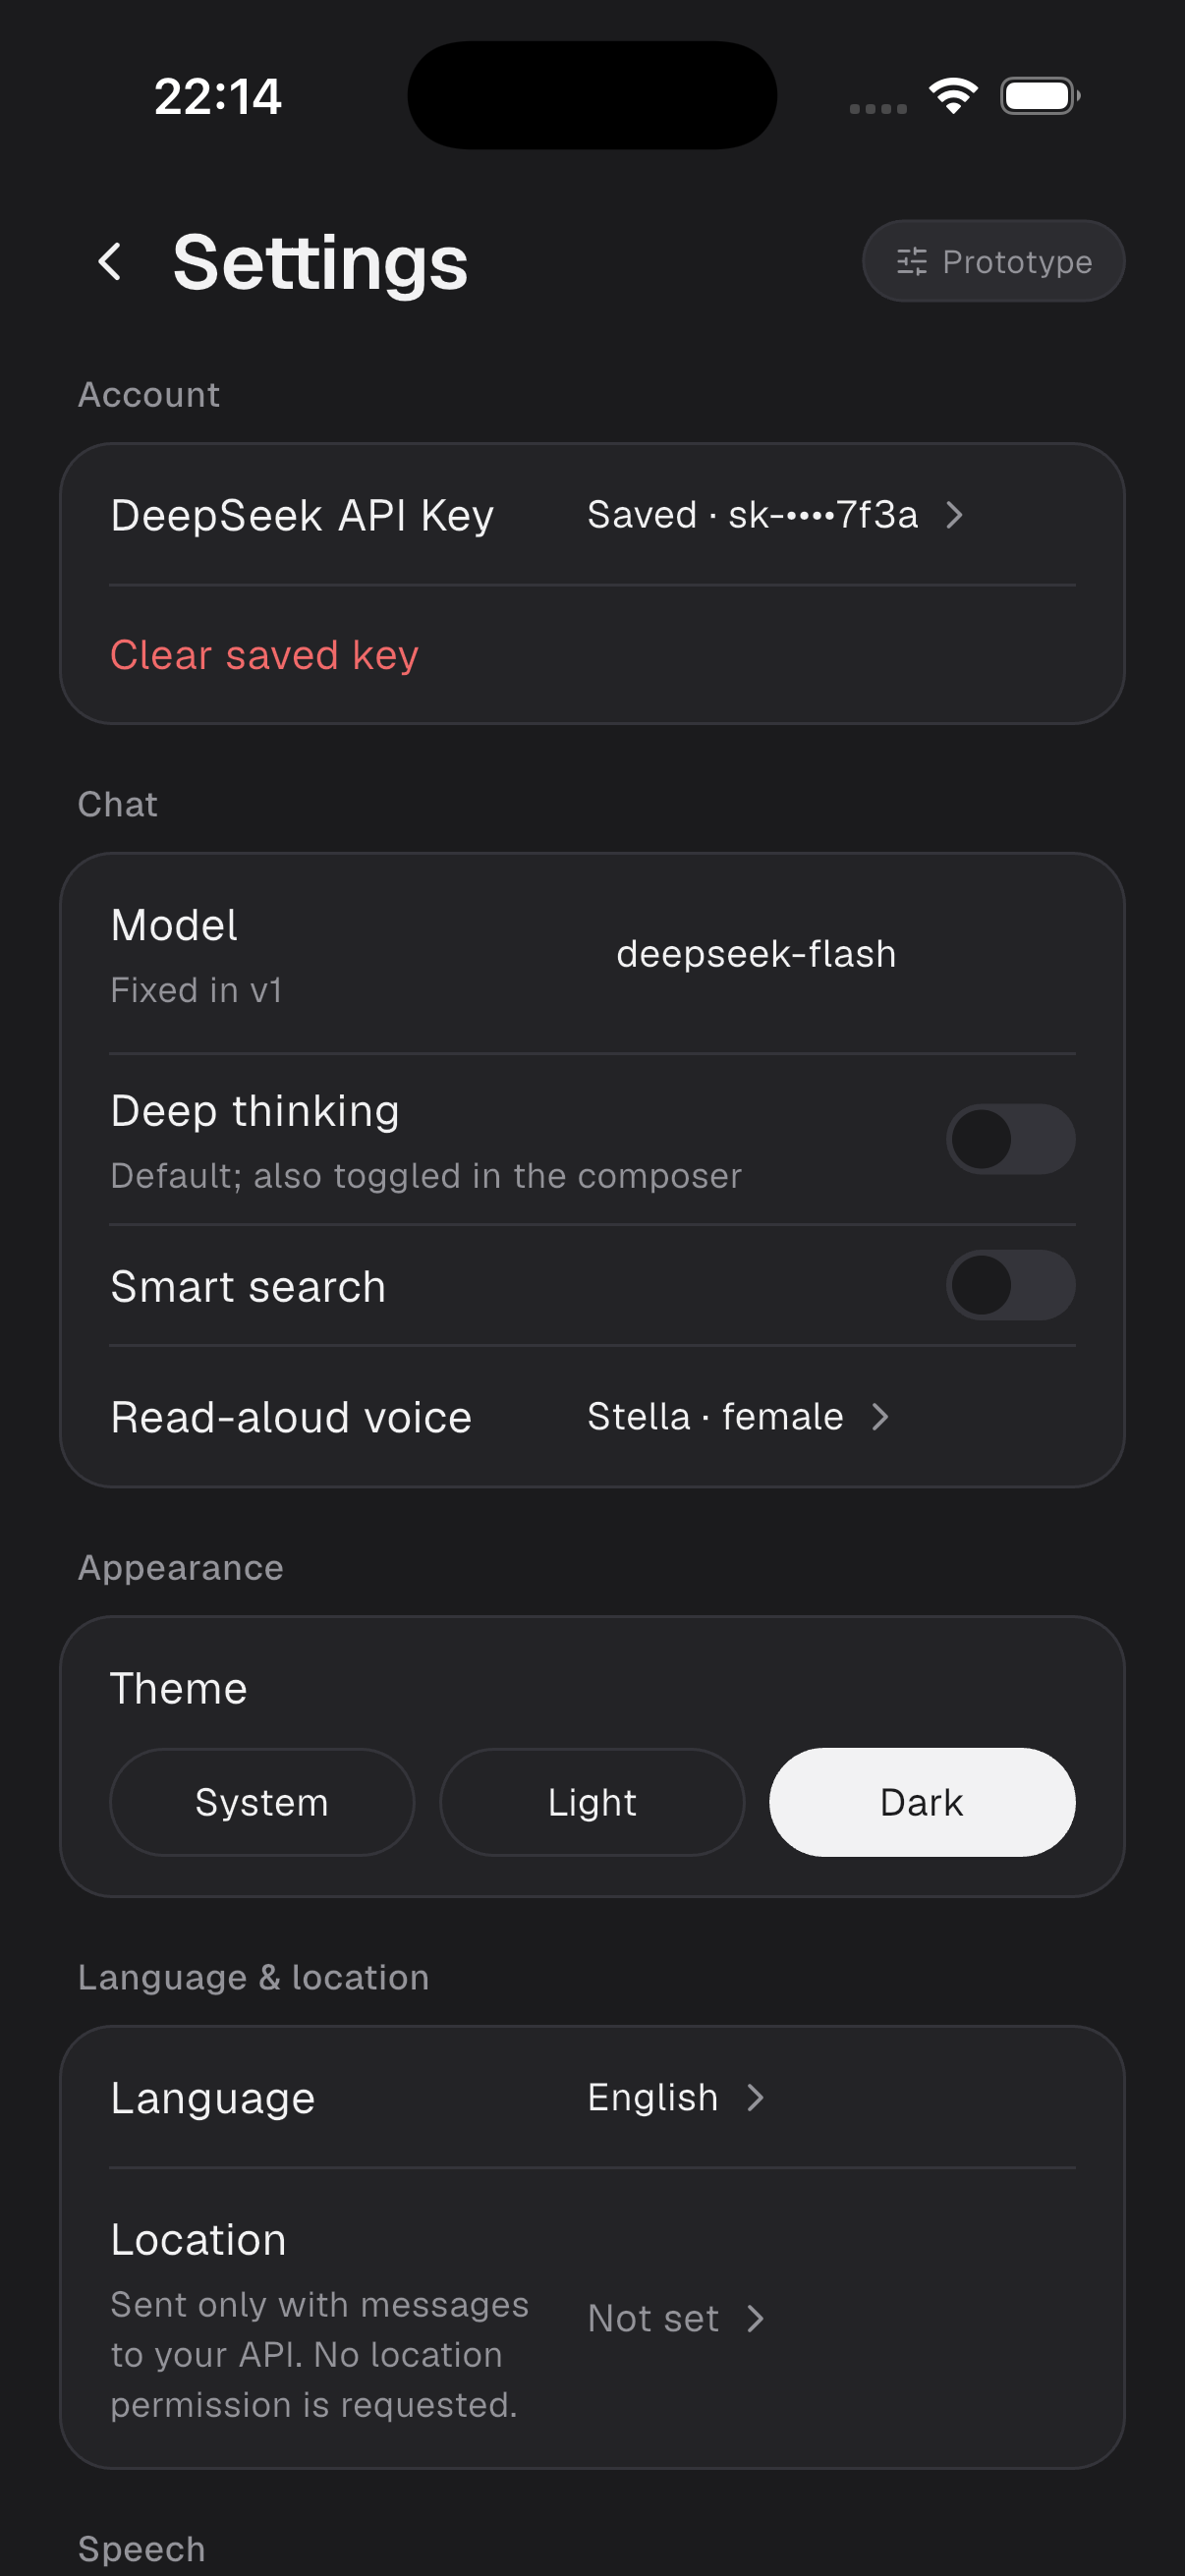 22:14
Settings
Prototype
Account
DeepSeek API Key
Saved · sk-••••7f3a
Clear saved key
Chat
Model
Fixed in v1
deepseek-flash
Deep thinking
Default; also toggled in the composer
Smart search
Read-aloud voice
Stella · female
Appearance
Theme
System
Light
Dark
Language & location
Language
English
Location
Sent only with messages
to your API. No location
permission is requested.
Not set
Speech